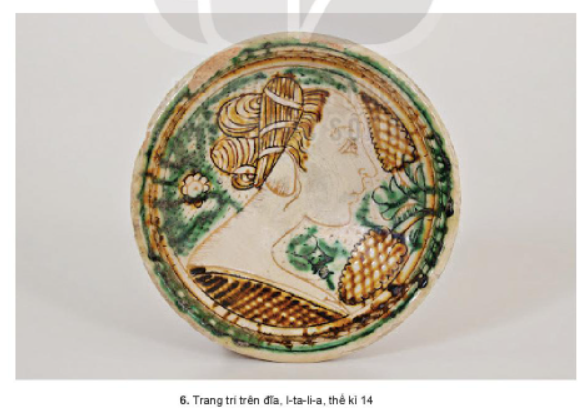 6. Trang trí trên đĩa, I-ta-li-a, thế kỉ 14